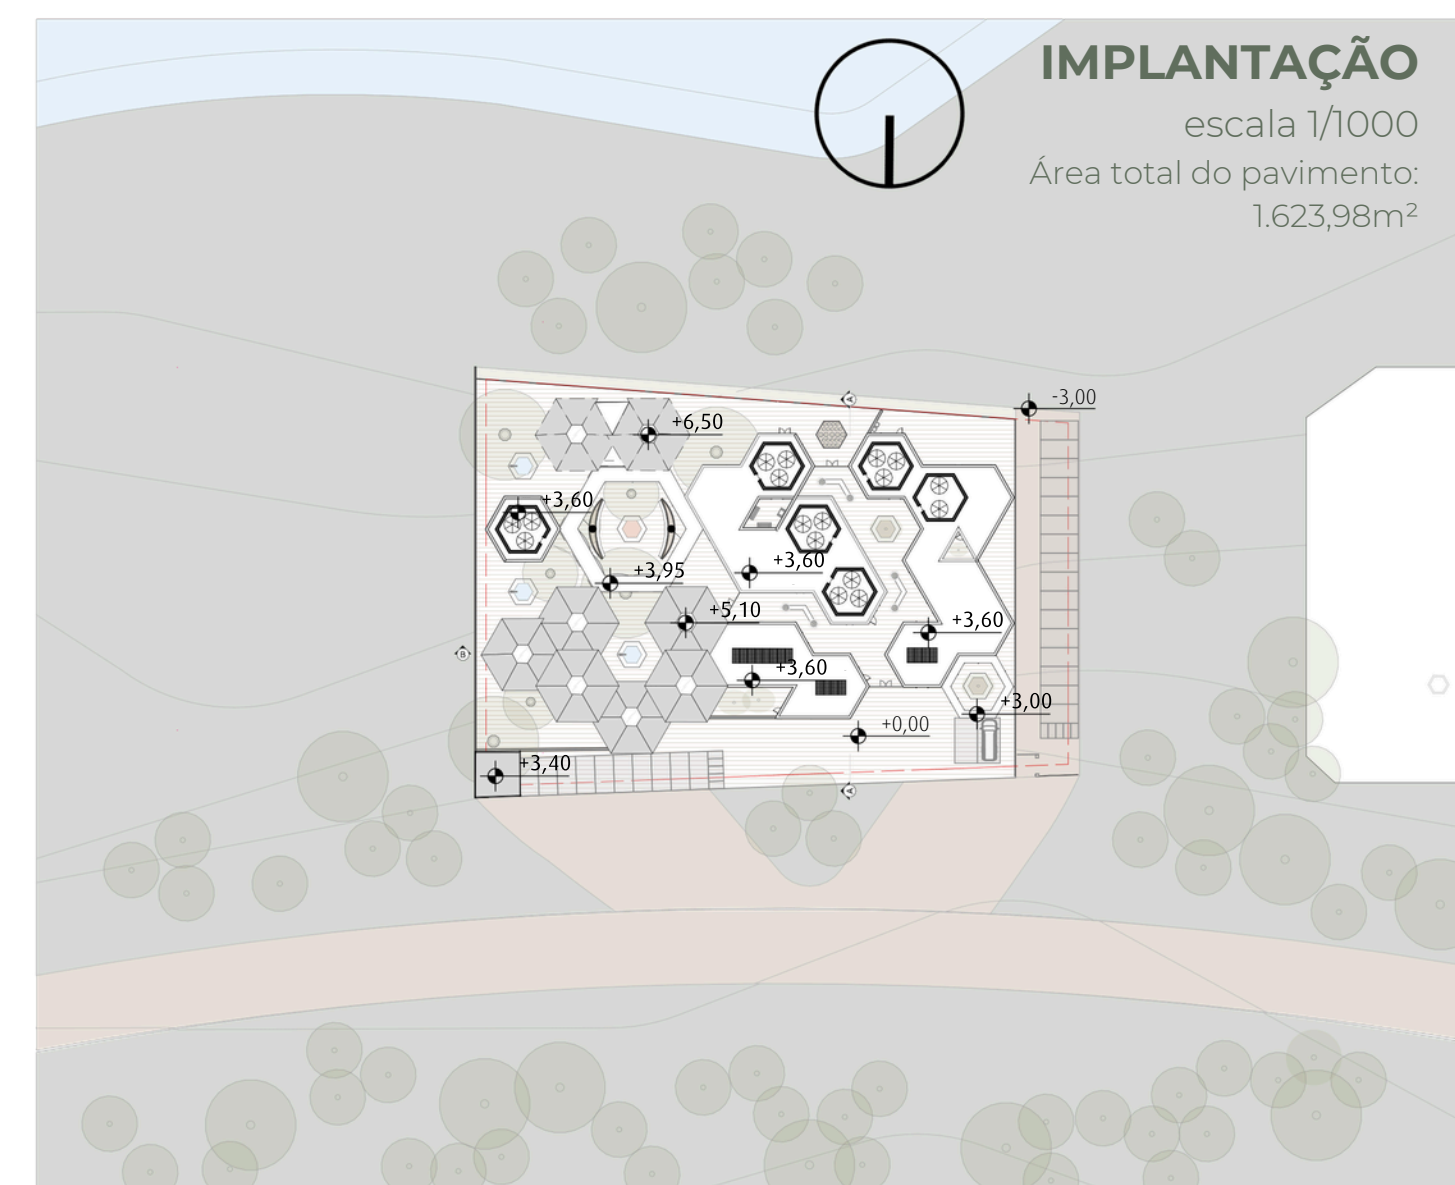 IMPLANTAÇÃO
escala 1/1000
Área total do pavimento:
1.623,98m²
-3,00
A
+6,50
+3,60
+3,60
+3,95
+5,10
+3,60
B
+3,60
+3,00
+0,00
+3,40
A